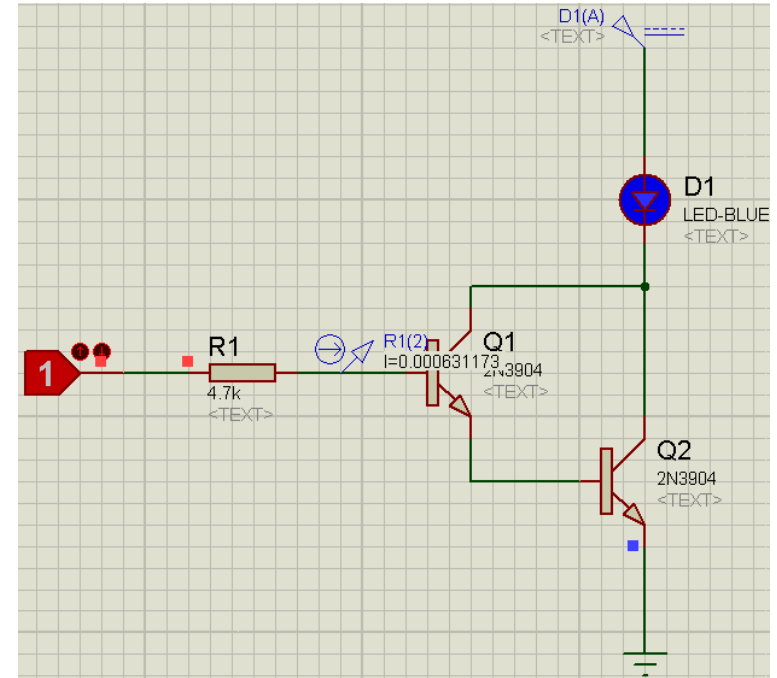 D1(A)
<TEXT>
D1
LED-BLUE
<TEXT>
1
R1
4.7k
<TEXT>
R1(2)
I=0.000631173
Q1
2N3904
<TEXT>
Q2
2N3904
<TEXT>